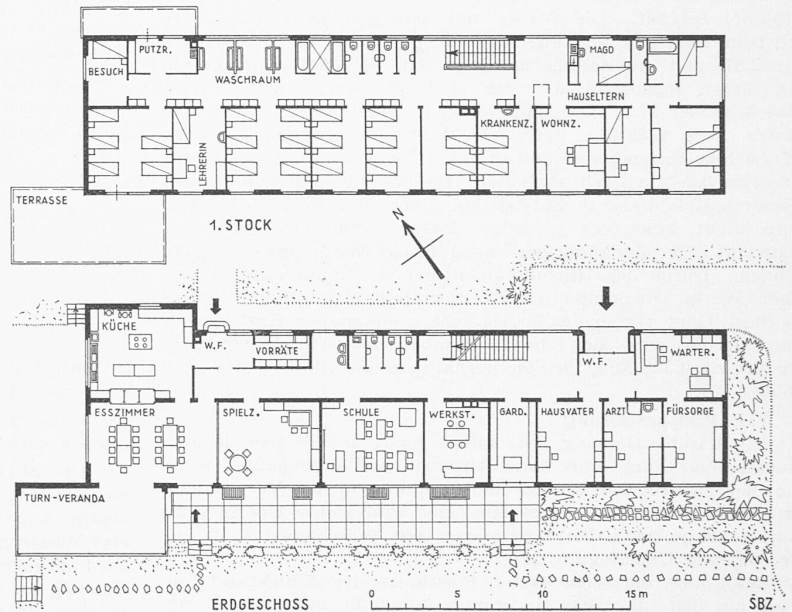 PUTZR.
MAGD
BESUCH
WASCHRAUM
HAUSELTERN
LEHRERIN
KRANKENZ.
WOHNZ.
TERRASSE
1. STOCK
N
KÜCHE
W.F.
VORRÄTE
W.F.
WARTER.
ESSZIMMER
SPIELZ.
SCHULE
WERKST.
GARD.
HAUSVATER
ARZT
FÜRSORGE
TURN-VERANDA
ERDGESCHOSS
0 5 10 15 m
SBZ